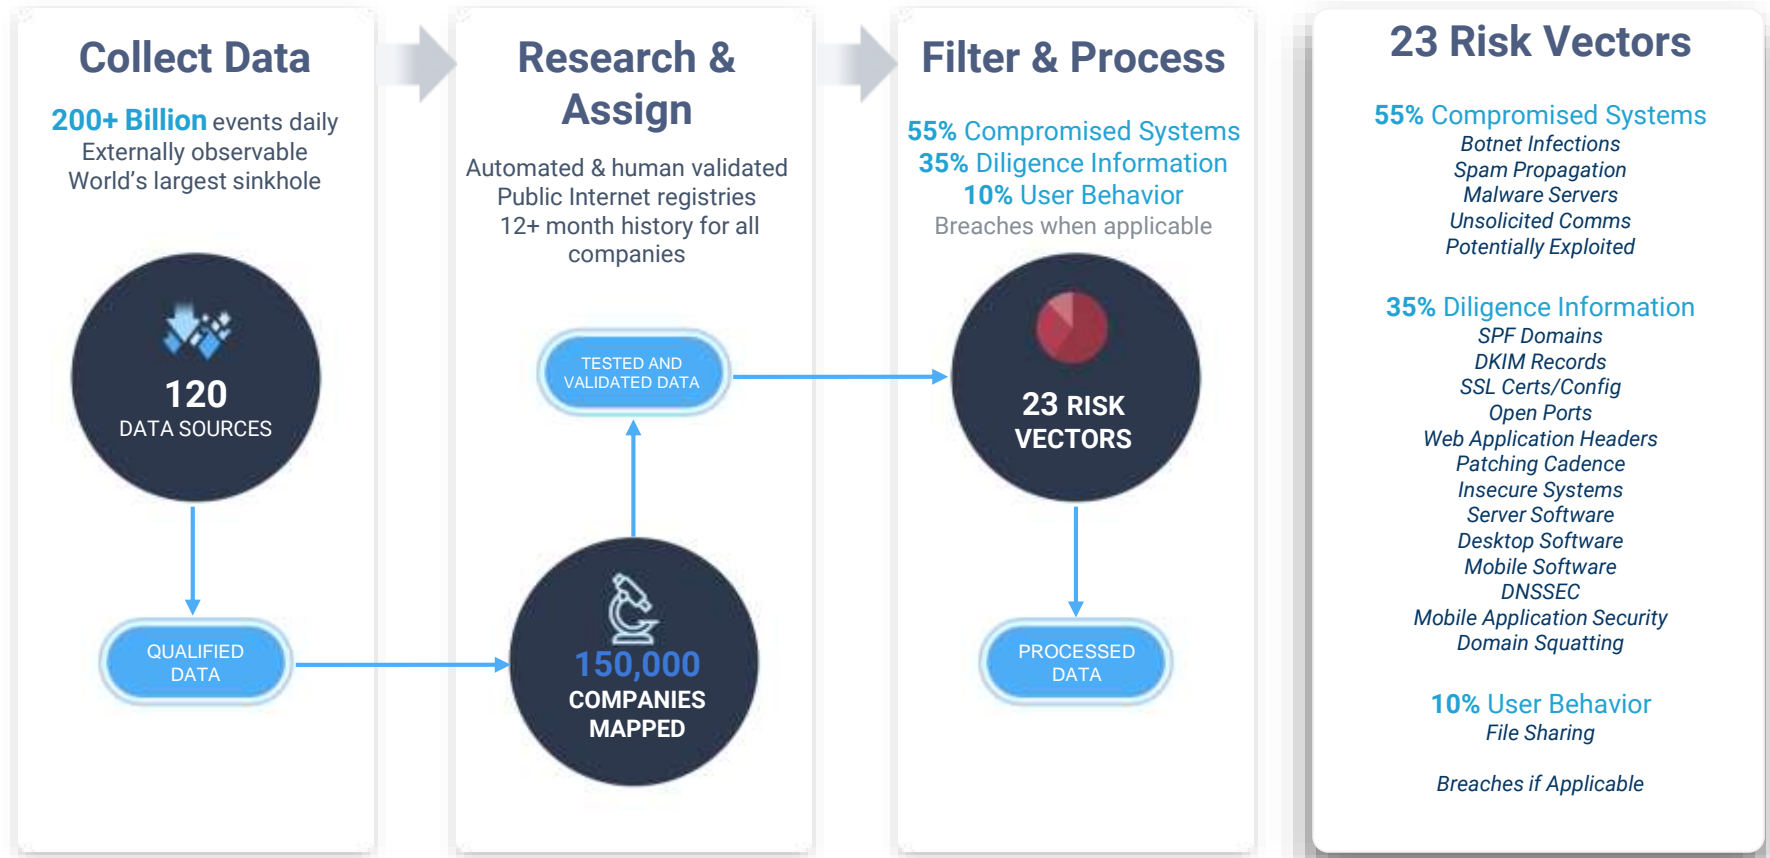 Collect Data
200+ Billion events daily
Externally observable
World's largest sinkhole
120
DATA SOURCES
QUALIFIED
DATA
Research &
Assign
Automated & human validated
Public Internet registries
12+ month history for all
companies
TESTED AND
VALIDATED DATA
150,000
COMPANIES
MAPPED
Filter & Process
55% Compromised Systems
35% Diligence Information
10% User Behavior
Breaches when applicable
23 RISK
VECTORS
PROCESSED
DATA
23 Risk Vectors
55% Compromised Systems
Botnet Infections
Spam Propagation
Malware Servers
Unsolicited Comms
Potentially Exploited
35% Diligence Information
SPF Domains
DKIM Records
SSL Certs/Config
Open Ports
Web Application Headers
Patching Cadence
Insecure Systems
Server Software
Desktop Software
Mobile Software
DNSSEC
Mobile Application Security
Domain Squatting
10% User Behavior
File Sharing
Breaches if Applicable